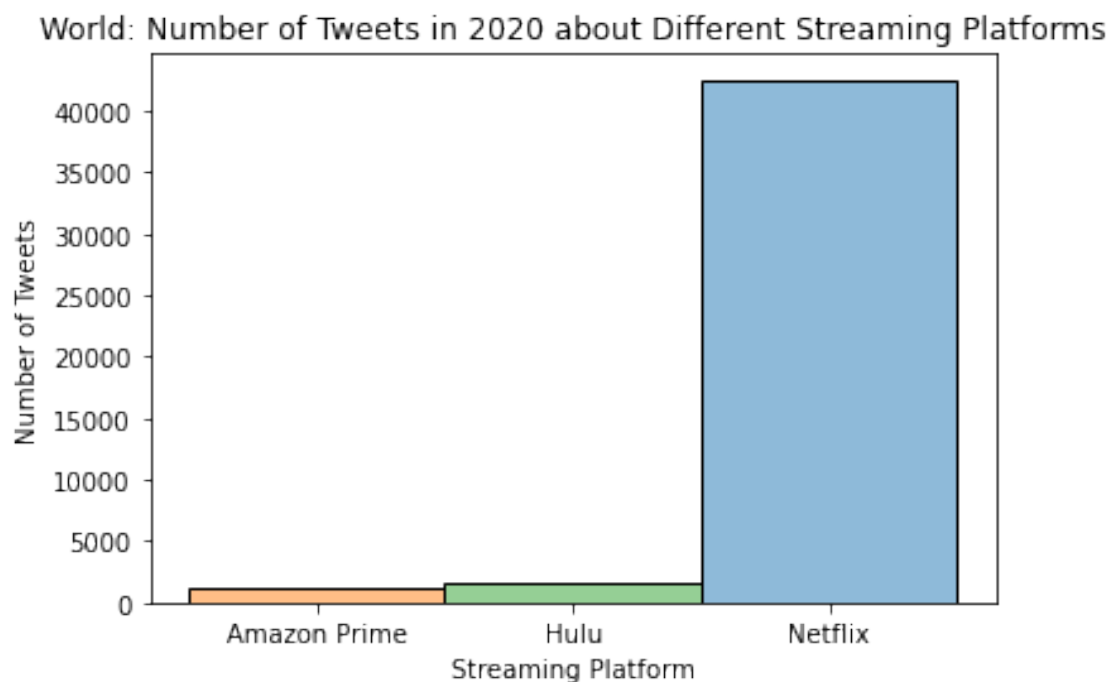 World: Number of Tweets in 2020 about Different Streaming Platforms
40000
35000
30000
25000
20000
15000
10000
5000
0
Number of Tweets
Amazon Prime Hulu Netflix
Streaming Platform